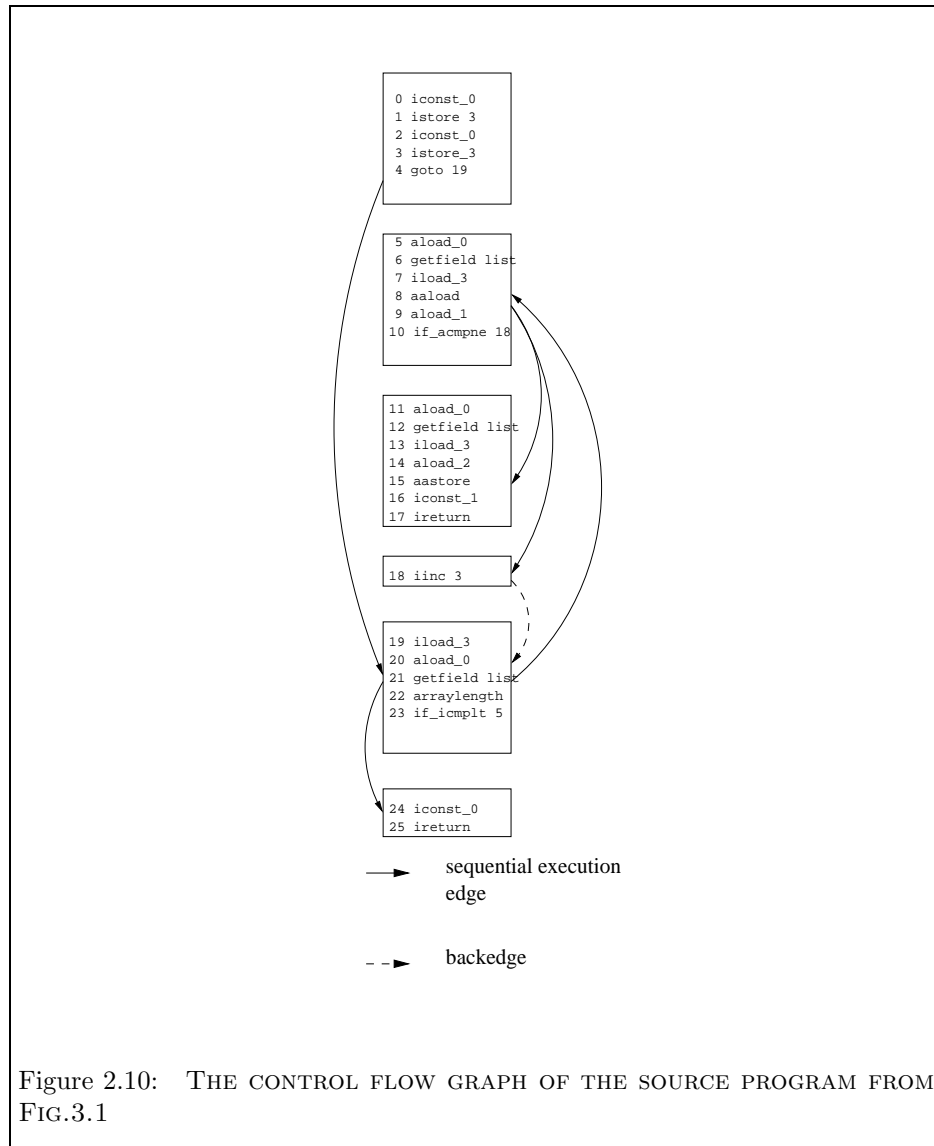 0 iconst_0
1 istore 3
2 iconst_0
3 istore_3
4 goto 19
5 aload_0
6 getfield list
7 iload_3
8 aaload
9 aload_1
10 if_acmpne 18
11 aload_0
12 getfield list
13 iload_3
14 aload_2
15 aastore
16 iconst_1
17 ireturn
18 iinc 3
19 iload_3
20 aload_0
21 getfield list
22 arraylength
23 if_icmplt 5
24 iconst_0
25 ireturn
sequential execution
edge
backedge
Figure 2.10: THE CONTROL FLOW GRAPH OF THE SOURCE PROGRAM FROM
FIG.3.1